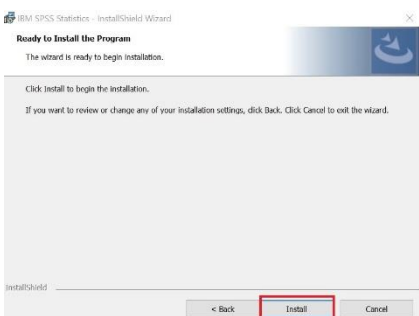 IBM SPSS Statistics - InstallShield Wizard
Ready to Install the Program
The wizard is ready to begin installation.
Click Install to begin the installation.
If you want to review or change any of your installation settings, click Back. Click Cancel to exit the wizard.
InstallShield
< Back Install Cancel